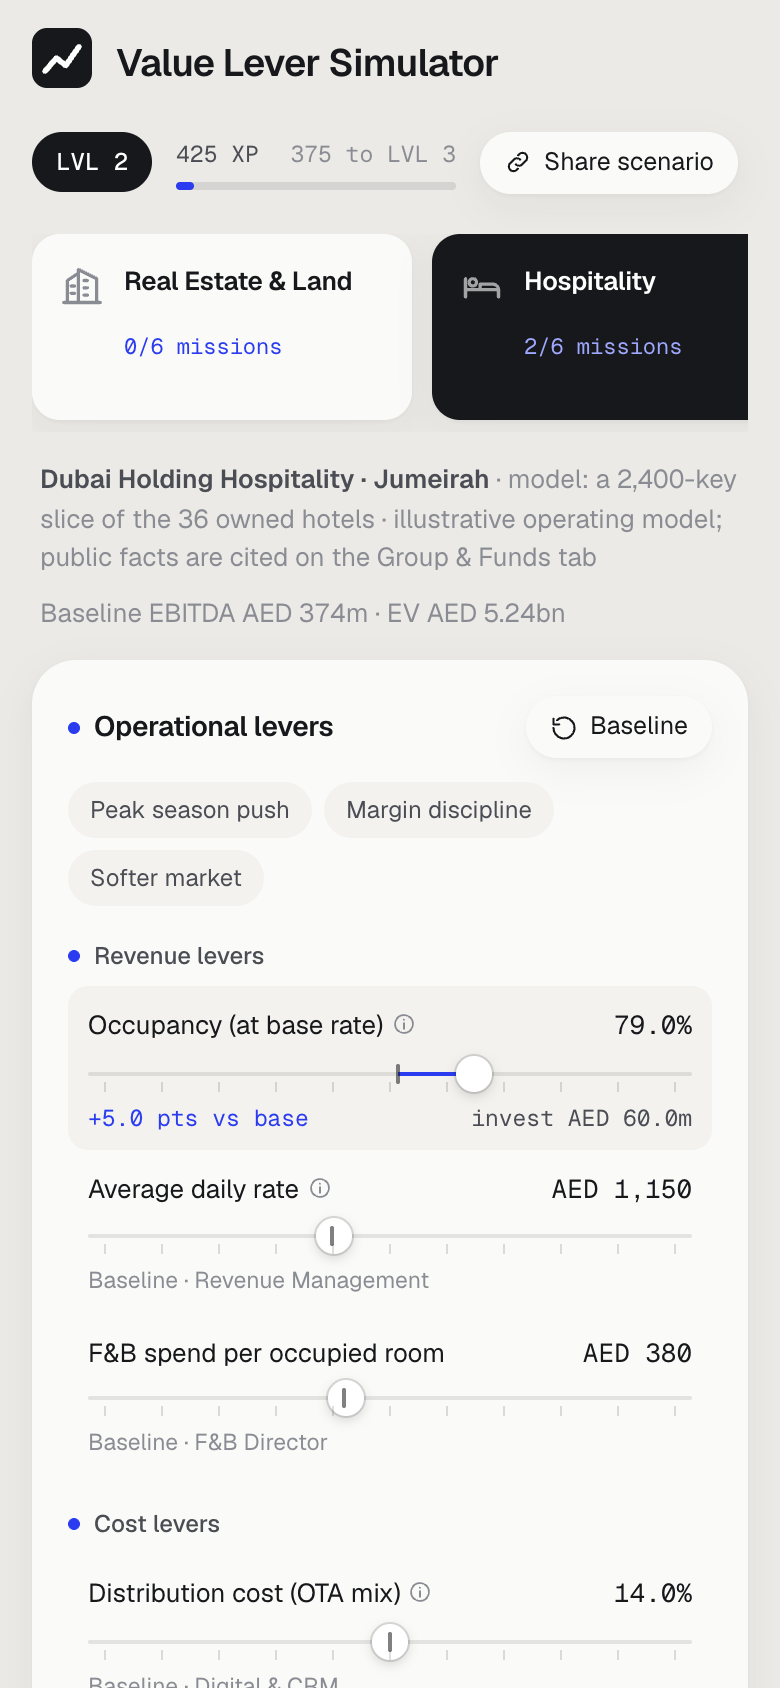 Value Lever Simulator
LVL 2
425 XP 375 to LVL 3
Share scenario
Real Estate & Land
0/6 missions
Hospitality
2/6 missions
Dubai Holding Hospitality · Jumeirah · model: a 2,400-key
slice of the 36 owned hotels · illustrative operating model;
public facts are cited on the Group & Funds tab
Baseline EBITDA AED 374m · EV AED 5.24bn
Operational levers
Baseline
Peak season push
Margin discipline
Softer market
Revenue levers
Occupancy (at base rate) 79.0%
+5.0 pts vs base invest AED 60.0m
Average daily rate AED 1,150
Baseline · Revenue Management
F&B spend per occupied room AED 380
Baseline · F&B Director
Cost levers
Distribution cost (OTA mix) 14.0%
Baseline · Digital & CRM